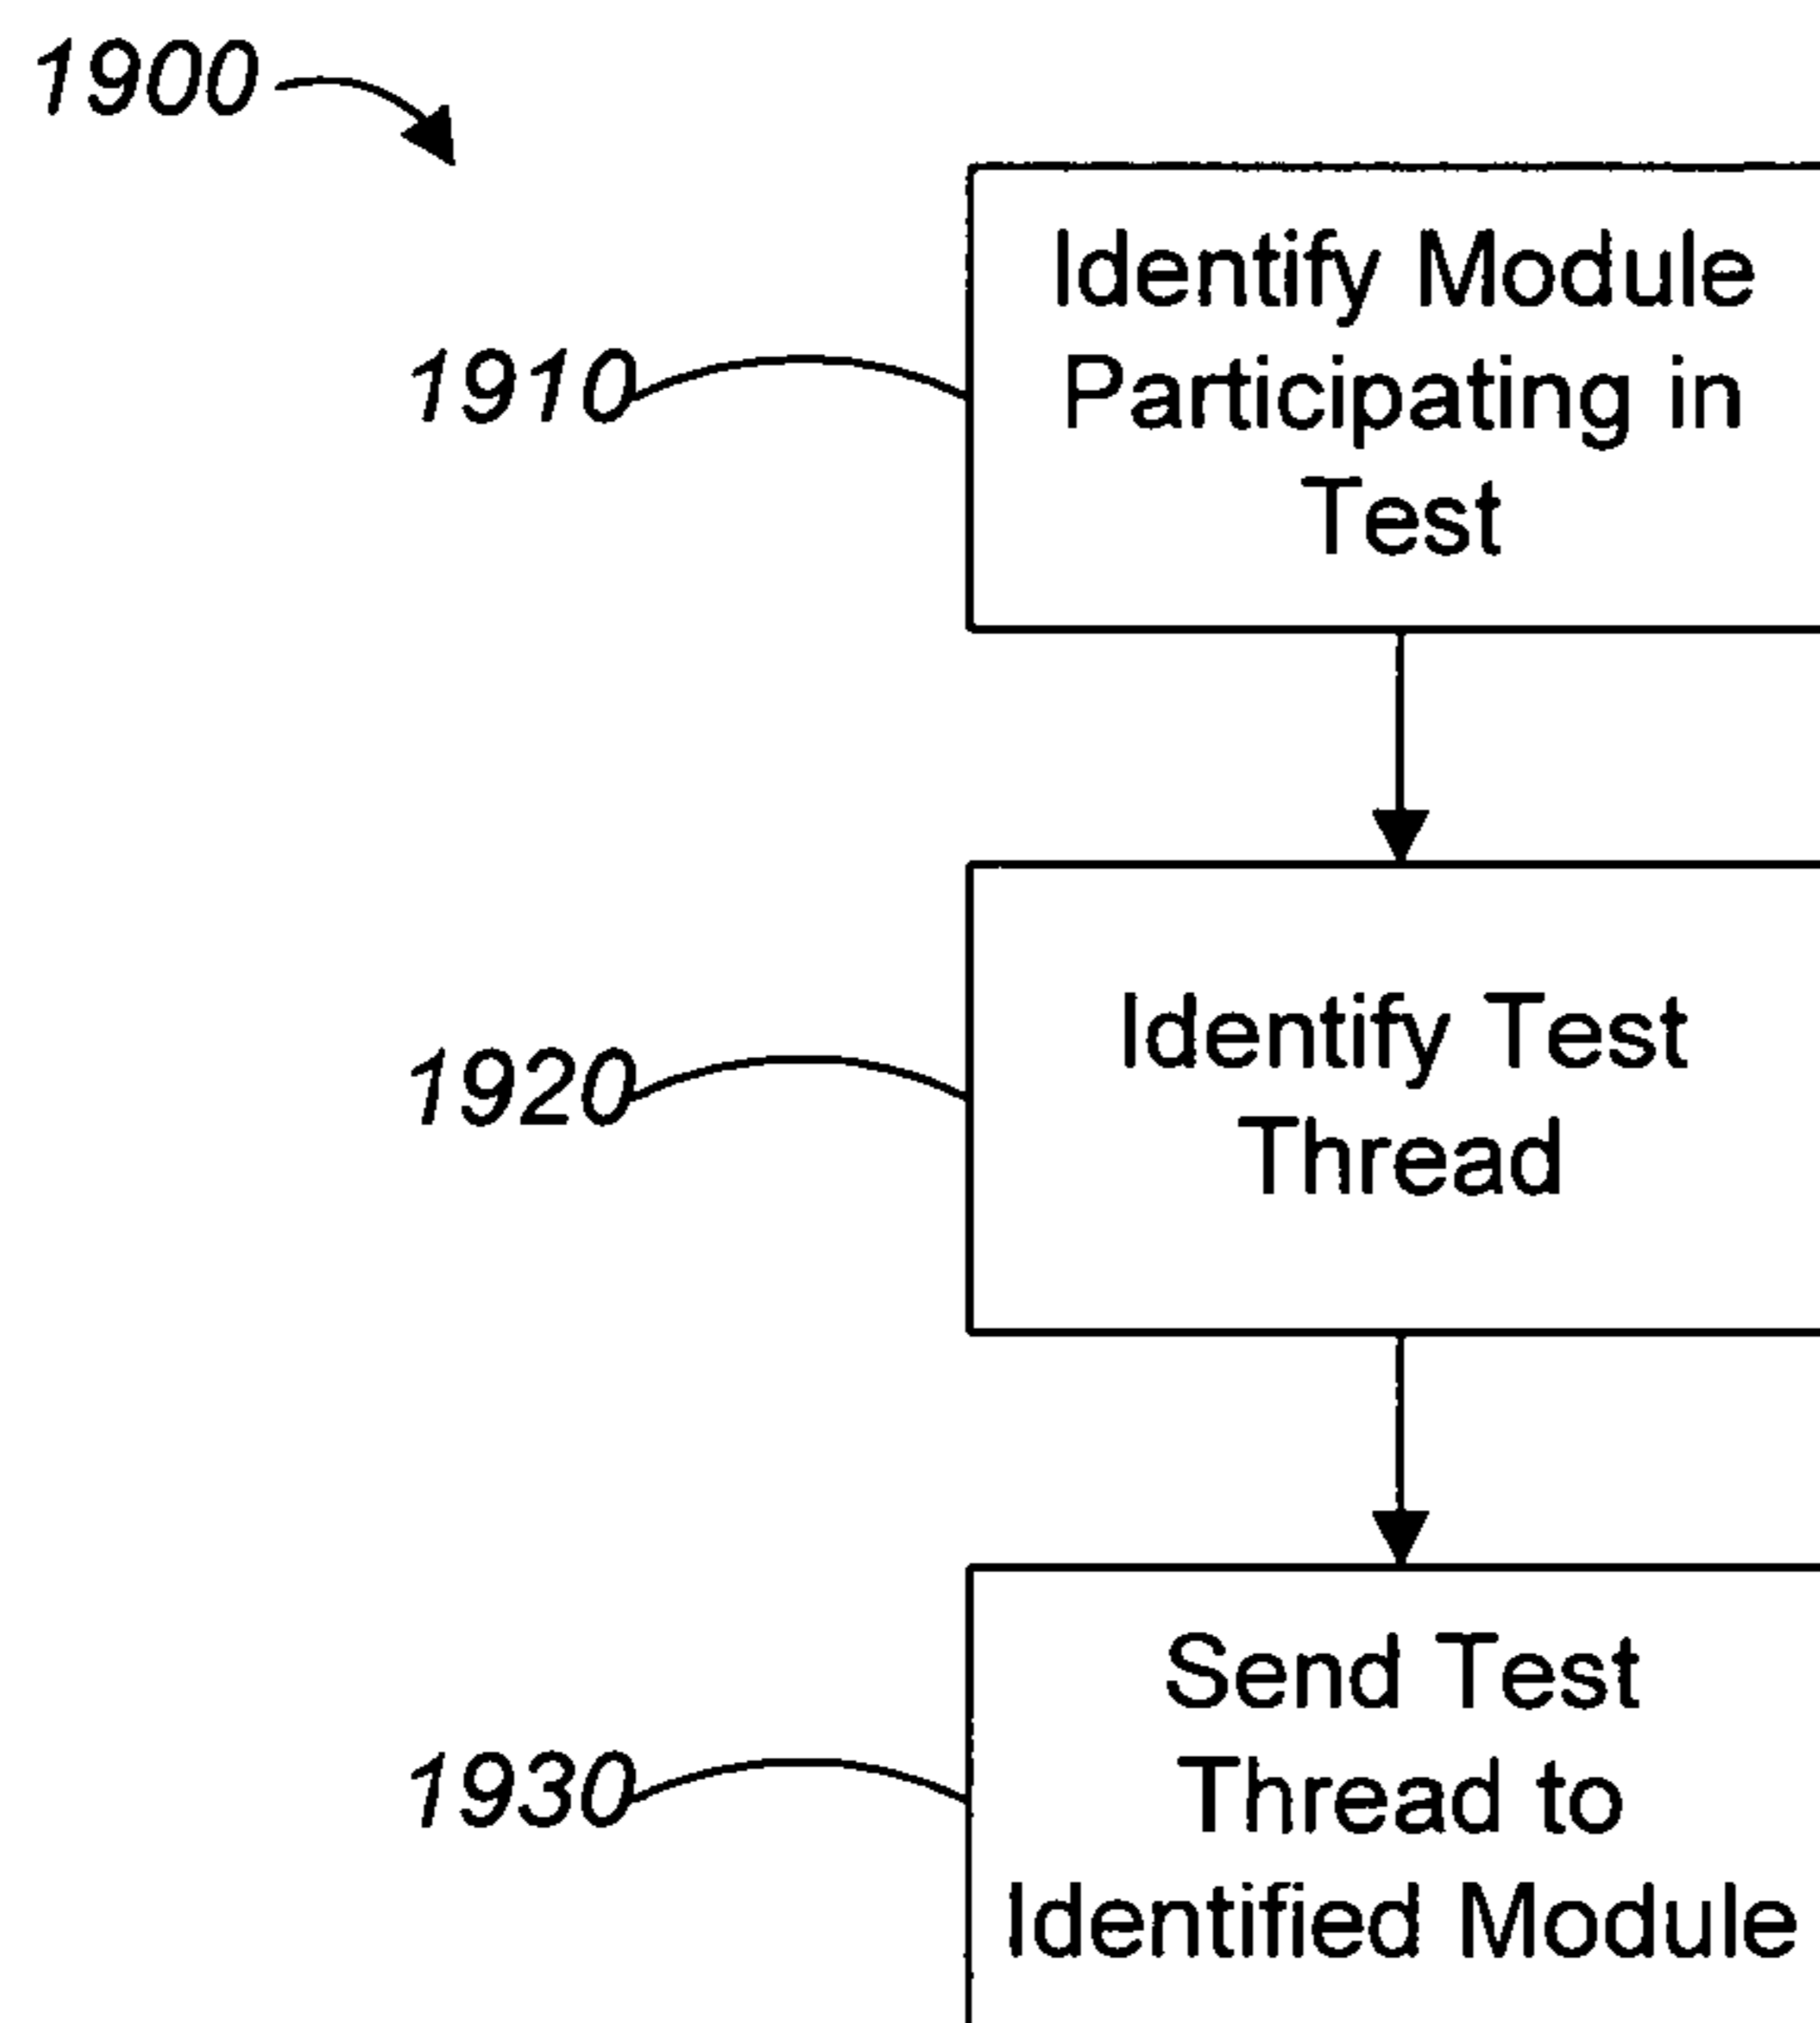 1900
Identify Module
1910
Participating in
Test
Identify Test
1920
Thread
Send Test
1930
Thread to
Identified Module